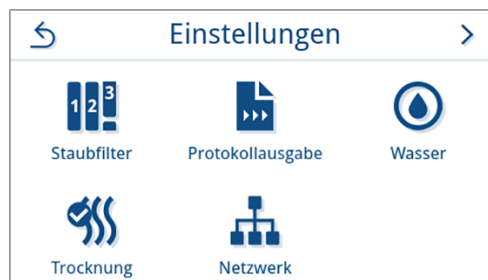 Einstellungen
1 2 3
Staubfilter Protokollausgabe Wasser
Trocknung Netzwerk